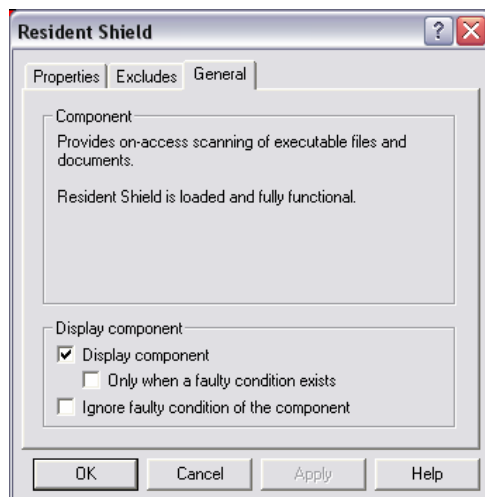 Resident Shield
Properties Excludes General
Component
Provides on-access scanning of executable files and
documents.
Resident Shield is loaded and fully functional.
Display component
Display component
Only when a faulty condition exists
Ignore faulty condition of the component
OK Cancel Apply Help